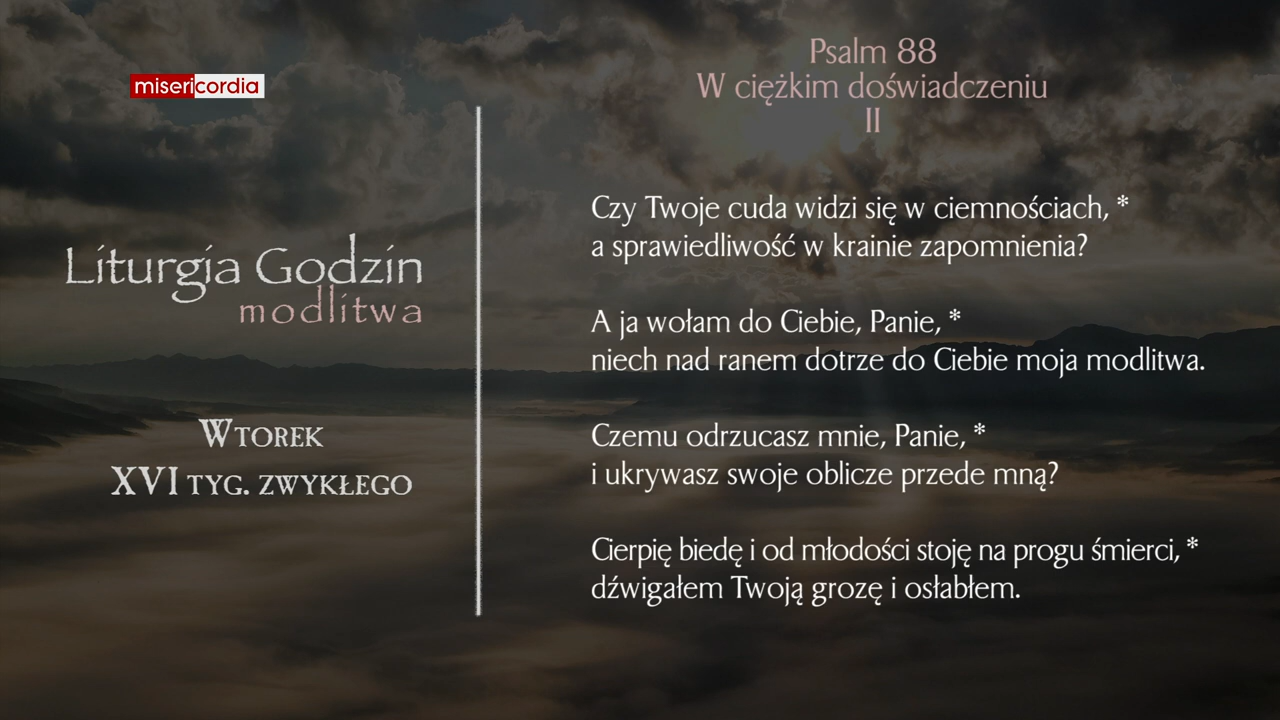 misericordia
Liturgia Godzin
modlitwa
Wtorek
XVI tyg. zwykłego
Psalm 88
W ciężkim doświadczeniu
II
Czy Twoje cuda widzi się w ciemnościach, *
a sprawiedliwość w krainie zapomnienia?
A ja wołam do Ciebie, Panie, *
niech nad ranem dotrze do Ciebie moja modlitwa.
Czemu odrzucasz mnie, Panie, *
i ukrywasz swoje oblicze przede mną?
Cierpię biedę i od młodości stoję na progu śmierci, *
dźwigałem Twoją grozę i osłabłem.